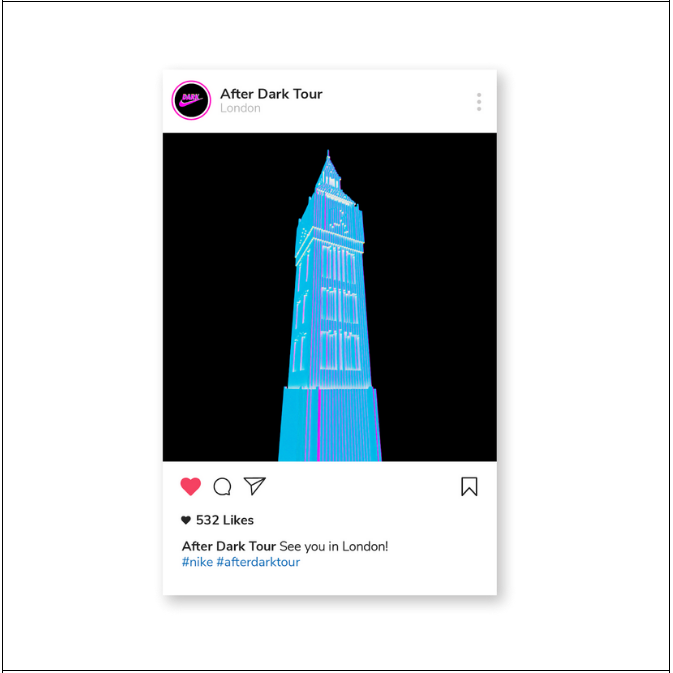 DARK
After Dark Tour
London
532 Likes
After Dark Tour See you in London!
#nike #afterdarktour